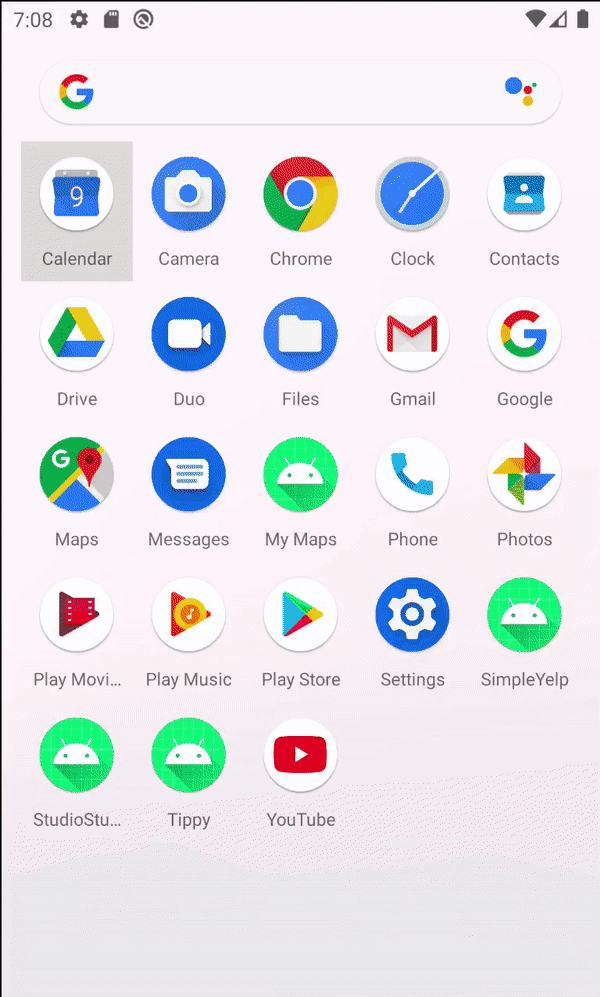 7:08
G
9
Calendar
Camera
Chrome
Clock
Contacts
G
Drive
Duo
Files
Gmail
Google
G
Maps
Messages
My Maps
Phone
Photos
Play Movi...
Play Music
Play Store
Settings
SimpleYelp
StudioStu...
Tippy
YouTube